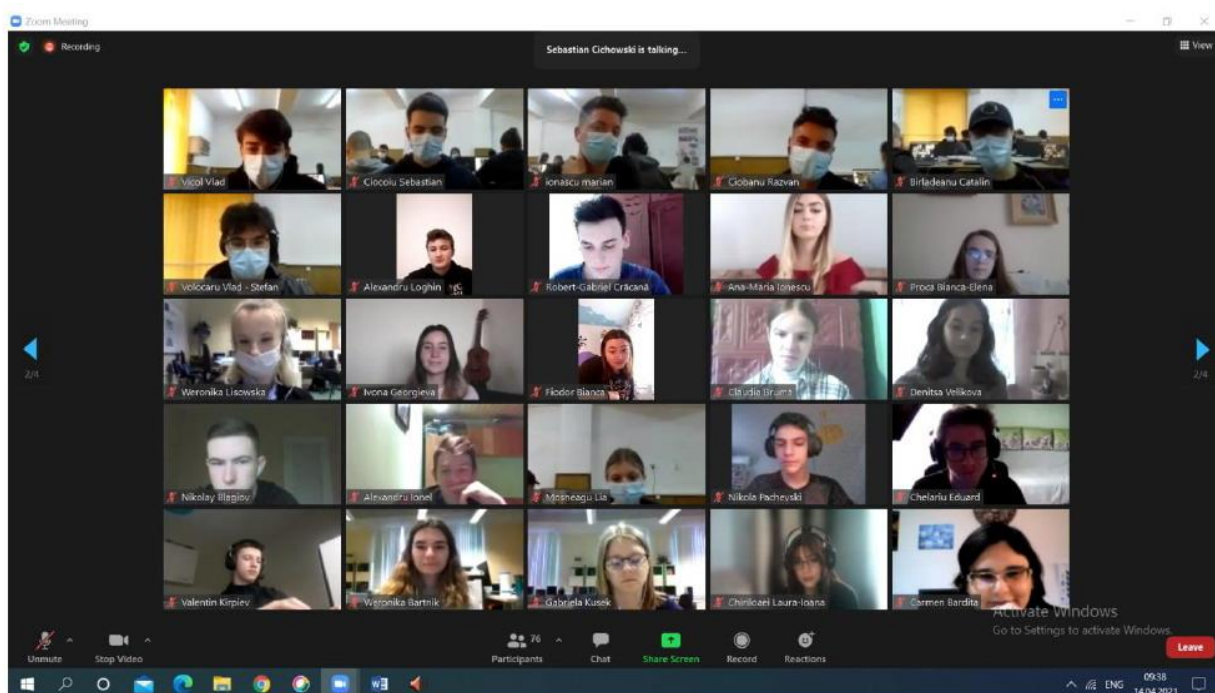 Zoom Meeting
Recording
Sebastian Cichowski is talking...
View
Vicol Vlad
Ciocoiu Sebastian
ionascu marian
Ciobanu Razvan
Birladeanu Catalin
Volocaru Vlad - Stefan
Alexandru Loghin
Robert-Gabriel Crăcană
Ana-Maria Ionescu
Proca Bianca-Elena
Weronika Lisowska
Ivona Georgieva
Fiodor Bianca
Claudia Bruma
Denitsa Velikova
2/4
2/4
Nikolay Blagiov
Alexandru Ionel
Mosneagu Lia
Nikola Pacheyski
Chelariu Eduard
Valentin Kirpiev
Weronika Bartnik
Gabriela Kusek
Chiriloaei Laura-Ioana
Carmen Bardita
Activate Windows
Go to Settings to activate Windows.
Unmute
Stop Video
76
Participants
Chat
Share Screen
Record
Reactions
Leave
ENG
09:38
14.04.2021